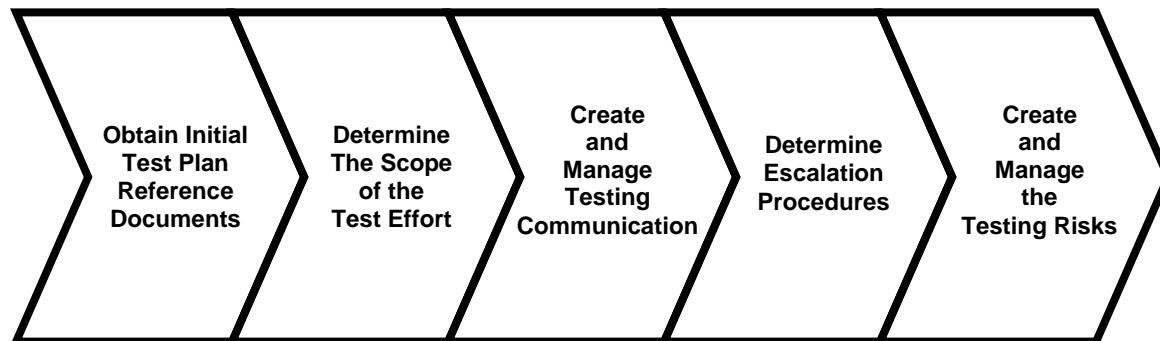 Obtain Initial
Test Plan
Reference
Documents
Determine
The Scope
of the
Test Effort
Create
and
Manage
Testing
Communication
Determine
Escalation
Procedures
Create
and
Manage
the
Testing Risks